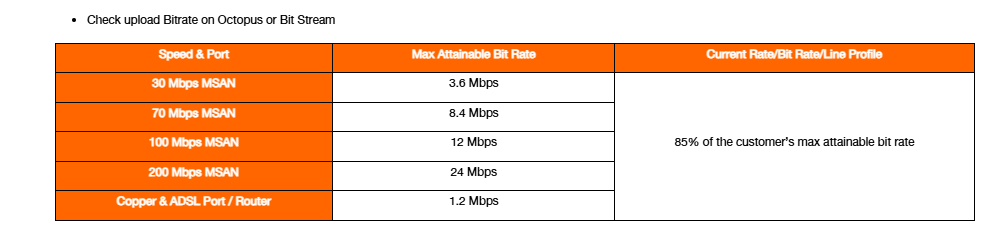 • Check upload Bitrate on Octopus or Bit Stream
Speed & Port Max Attainable Bit Rate Current Rate/Bit Rate/Line Profile
30 Mbps MSAN 3.6 Mbps
70 Mbps MSAN 8.4 Mbps
100 Mbps MSAN 12 Mbps 85% of the customer's max attainable bit rate
200 Mbps MSAN 24 Mbps
Copper & ADSL Port / Router 1.2 Mbps